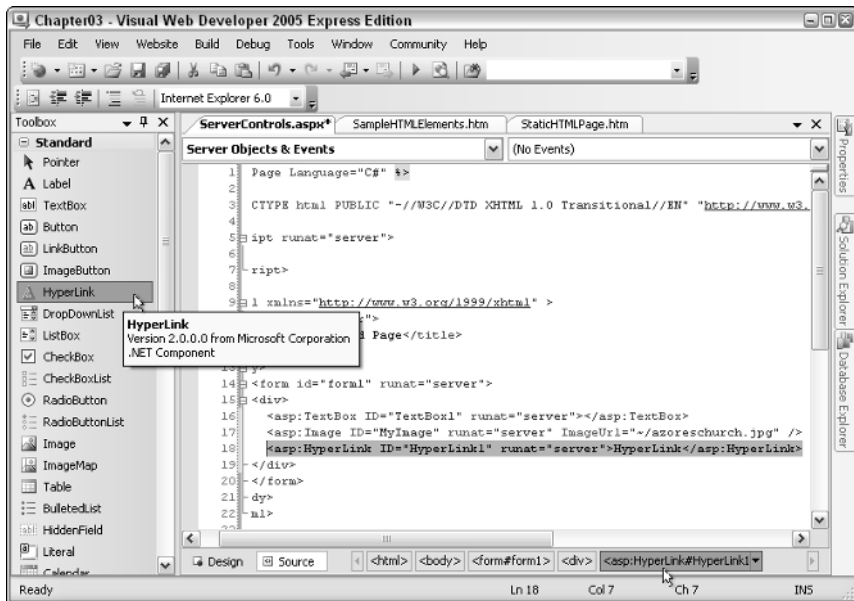 Chapter03 - Visual Web Developer 2005 Express Edition
File Edit View Website Build Debug Tools Window Community Help
Internet Explorer 6.0
Toolbox
ServerControls.aspx* SampleHTMLElements.htm StaticHTMLPage.htm
Standard
Server Objects & Events (No Events)
Pointer
A Label
abl TextBox
ab Button
ab LinkButton
ImageButton
A HyperLink
DropDownList
ListBox
CheckBox
CheckBoxList
RadioButton
RadioButtonList
Image
ImageMap
Table
BulletedList
abl HiddenField
Literal
Calendar
HyperLink
Version 2.0.0.0 from Microsoft Corporation
.NET Component
1 Page Language="C#" %>
2
3 CTYPE html PUBLIC "-//W3C//DTD XHTML 1.0 Transitional//EN" "http://www.w3.
4
5 ipt runat="server">
6
7 ript>
9 l xmlns="http://www.w3.org/1999/xhtml" >
r">
d Page</title>
13 y>
14 <form id="form1" runat="server">
15 <div>
16 <asp:TextBox ID="TextBox1" runat="server"></asp:TextBox>
17 <asp:Image ID="MyImage" runat="server" ImageUrl="~/azoreschurch.jpg" />
18 <asp:HyperLink ID="HyperLink1" runat="server">HyperLink</asp:HyperLink>
19 </div>
20 </form>
21 dy>
22 ml>
Properties
Solution Explorer
Database Explorer
Design Source <html> <body> <form#form1> <div> <asp:HyperLink#HyperLink1
Ready Ln 18 Col 7 Ch 7 INS